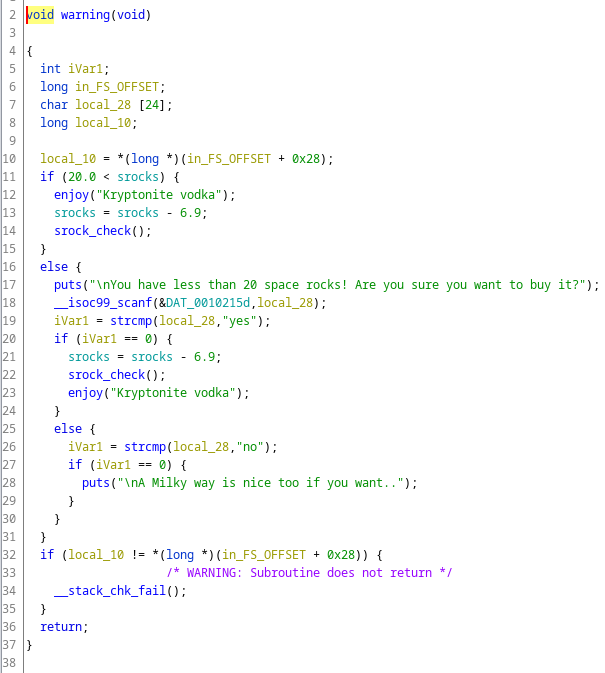 2 void warning(void)
3
4 {
5   int iVar1;
6   long in_FS_OFFSET;
7   char local_28 [24];
8   long local_10;
9
10   local_10 = *(long *)(in_FS_OFFSET + 0x28);
11   if (20.0 < srocks) {
12     enjoy("Kryptonite vodka");
13     srocks = srocks - 6.9;
14     srock_check();
15   }
16   else {
17     puts("\nYou have less than 20 space rocks! Are you sure you want to buy it?");
18     __isoc99_scanf(&DAT_0010215d,local_28);
19     iVar1 = strcmp(local_28,"yes");
20     if (iVar1 == 0) {
21       srocks = srocks - 6.9;
22       srock_check();
23       enjoy("Kryptonite vodka");
24     }
25     else {
26       iVar1 = strcmp(local_28,"no");
27       if (iVar1 == 0) {
28         puts("\nA Milky way is nice too if you want..");
29       }
30     }
31   }
32   if (local_10 != *(long *)(in_FS_OFFSET + 0x28)) {
33                     /* WARNING: Subroutine does not return */
34     __stack_chk_fail();
35   }
36   return;
37 }
38